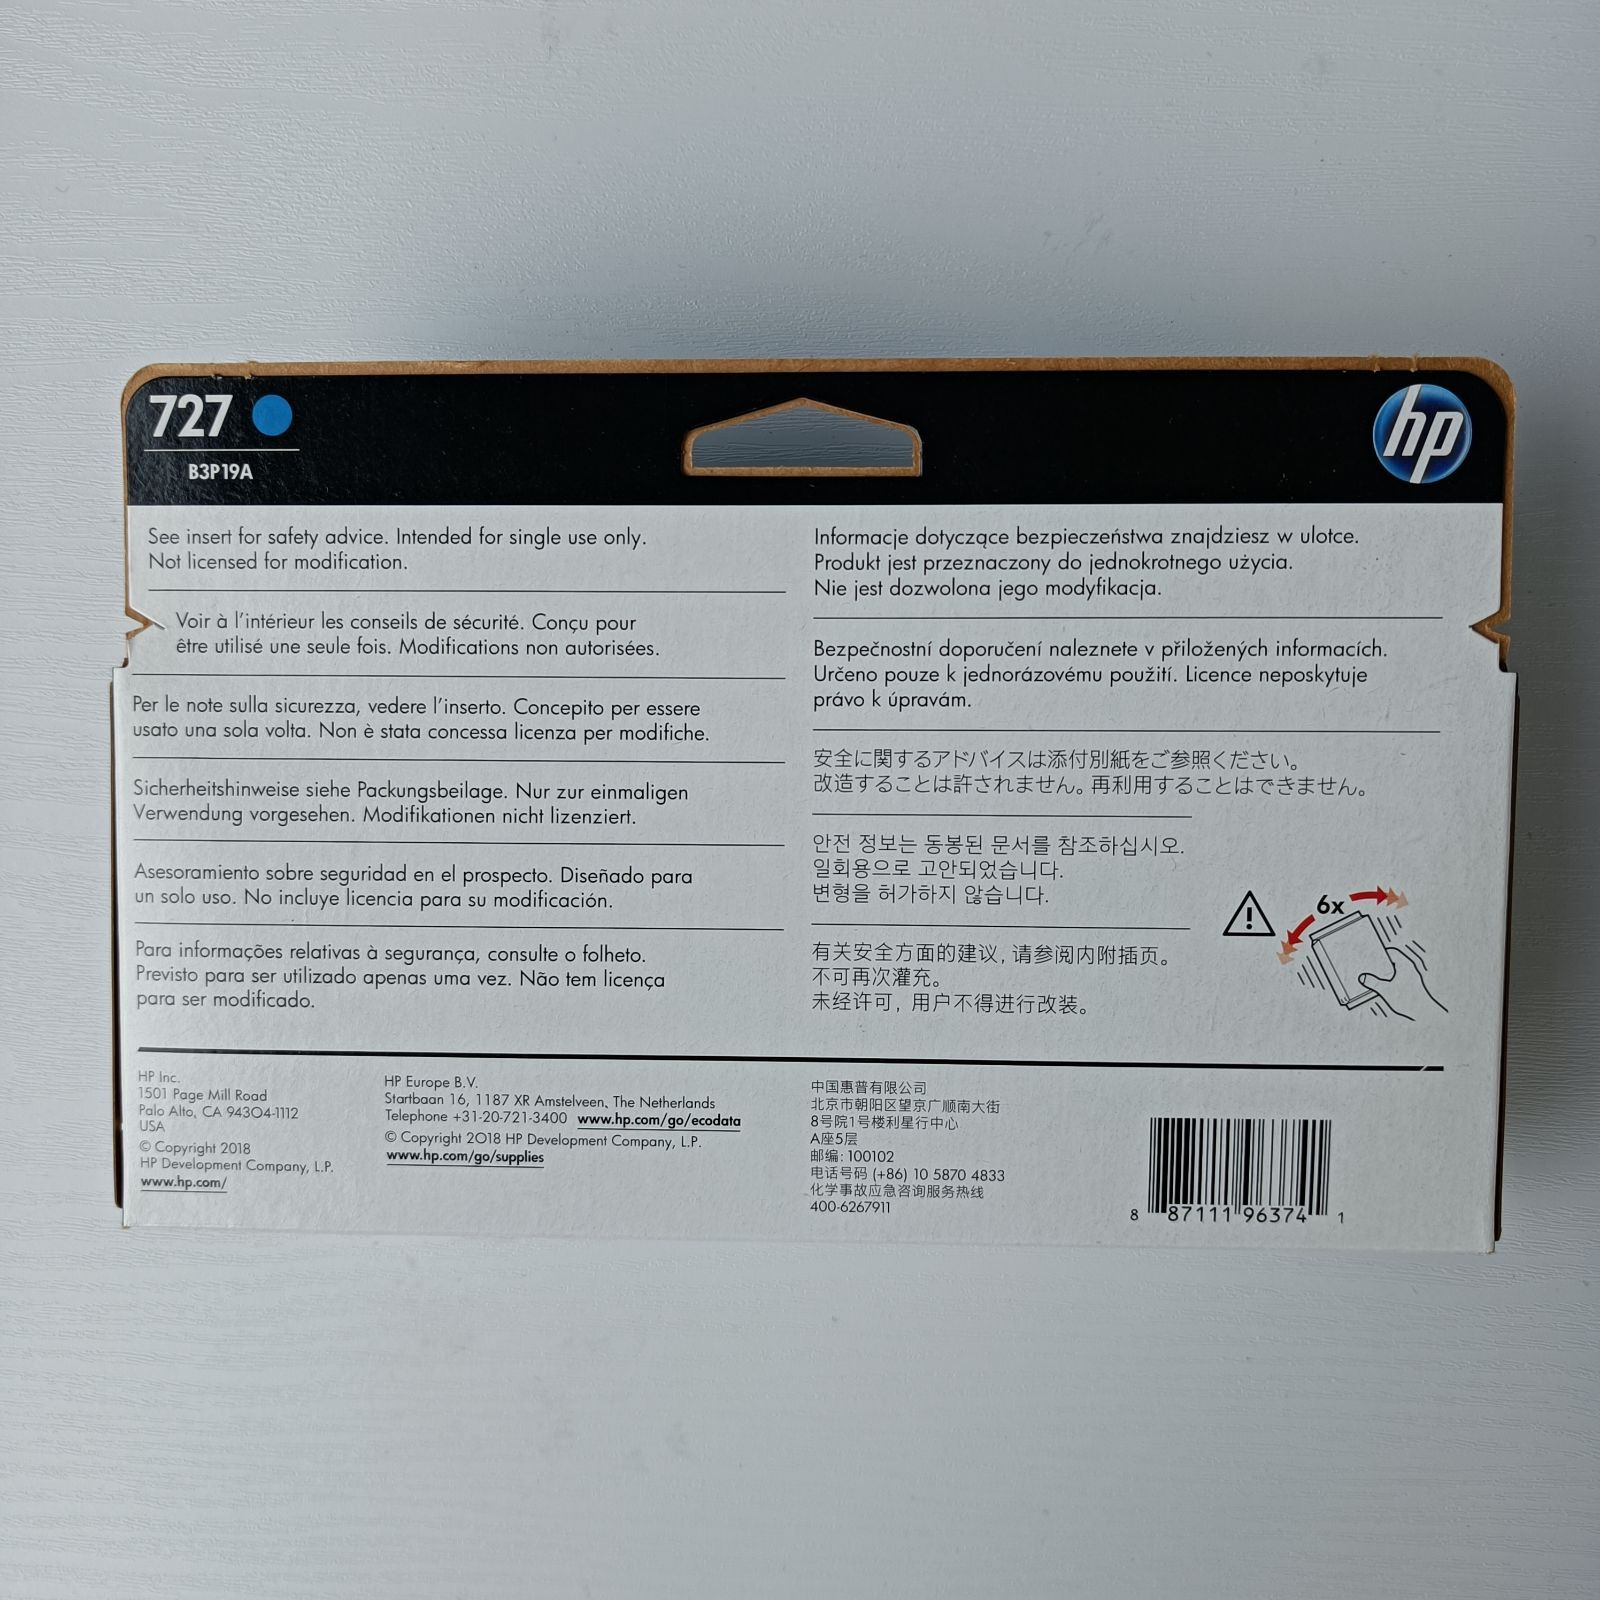 727
B3P19A
hp
See insert for safety advice. Intended for single use only.
Not licensed for modification.
Voir à l'intérieur les conseils de sécurité. Conçu pour
être utilisé une seule fois. Modifications non autorisées.
Per le note sulla sicurezza, vedere l'inserto. Concepito per essere
usato una sola volta. Non è stata concessa licenza per modifiche.
Sicherheitshinweise siehe Packungsbeilage. Nur zur einmaligen
Verwendung vorgesehen. Modifikationen nicht lizenziert.
Asesoramiento sobre seguridad en el prospecto. Diseñado para
un solo uso. No incluye licencia para su modificación.
Para informações relativas à segurança, consulte o folheto.
Previsto para ser utilizado apenas uma vez. Não tem licença
para ser modificado.
Informacje dotyczące bezpieczeństwa znajdziesz w ulotce.
Produkt jest przeznaczony do jednokrotnego użycia.
Nie jest dozwolona jego modyfikacja.
Bezpečnostní doporučení naleznete v přiložených informacích.
Určeno pouze k jednorázovému použití. Licence neposkytuje
právo k úpravám.
安全に関するアドバイスは添付別紙をご参照ください。
改造することは許されません。再利用することはできません。
안전 정보는 동봉된 문서를 참조하십시오.
일회용으로 고안되었습니다.
변형을 허가하지 않습니다.
有关安全方面的建议，请参阅内附插页。
不可再次灌充。
未经许可，用户不得进行改装。
6x
HP Inc.
1501 Page Mill Road
Palo Alto, CA 94304-1112
USA
© Copyright 2018
HP Development Company, L.P.
www.hp.com/
HP Europe B.V.
Startbaan 16, 1187 XR Amstelveen, The Netherlands
Telephone +31-20-721-3400 www.hp.com/go/ecodata
© Copyright 2018 HP Development Company, L.P.
www.hp.com/go/supplies
中国惠普有限公司
北京市朝阳区望京广顺南大街
8号院1号楼利星行中心
A座5层
邮编: 100102
电话号码 (+86) 10 5870 4833
化学事故应急咨询服务热线
400-6267911
8 87111 96374 1